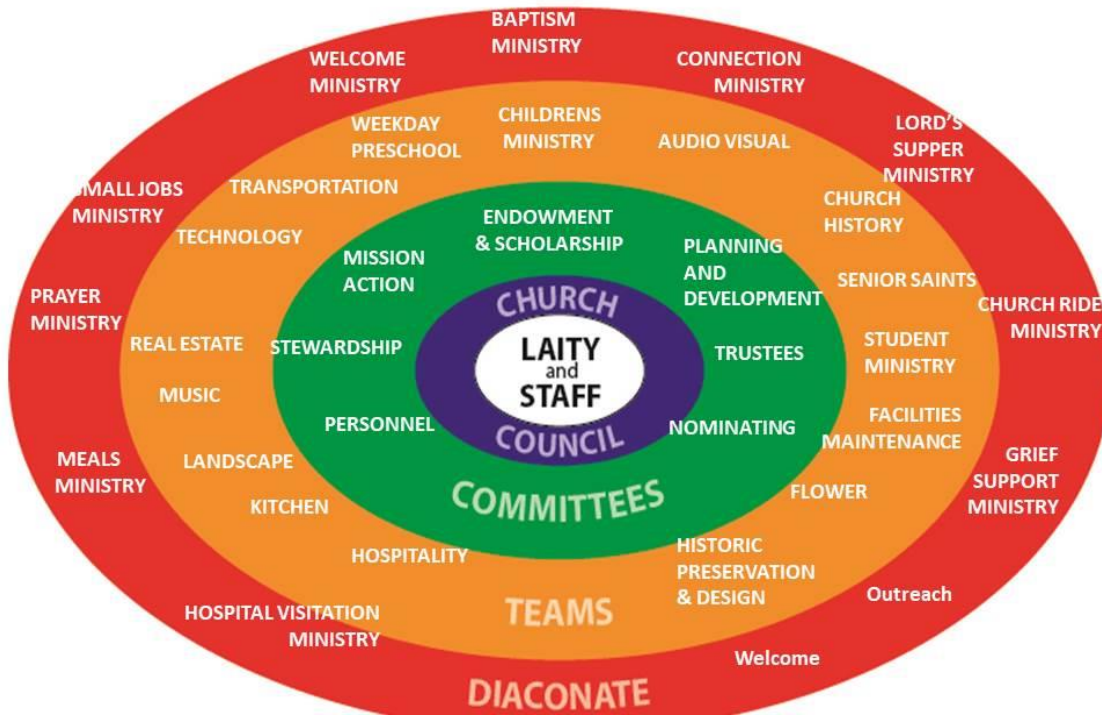 BAPTISM
MINISTRY
WELCOME
MINISTRY
CONNECTION
MINISTRY
LORD'S
SUPPER
MINISTRY
SMALL JOBS
MINISTRY
PRAYER
MINISTRY
CHURCH RIDE
MINISTRY
MEALS
MINISTRY
GRIEF
SUPPORT
MINISTRY
HOSPITAL VISITATION
MINISTRY
Outreach
Welcome
DIACONATE
WEEKDAY
PRESCHOOL
CHILDRENS
MINISTRY
AUDIO VISUAL
TRANSPORTATION
TECHNOLOGY
CHURCH
HISTORY
SENIOR SAINTS
REAL ESTATE
STUDENT
MINISTRY
MUSIC
FACILITIES
MAINTENANCE
LANDSCAPE
FLOWER
KITCHEN
HOSPITALITY
HISTORIC
PRESERVATION
& DESIGN
TEAMS
ENDOWMENT
& SCHOLARSHIP
MISSION
ACTION
PLANNING
AND
DEVELOPMENT
STEWARDSHIP
TRUSTEES
PERSONNEL
NOMINATING
COMMITTEES
CHURCH
COUNCIL
LAITY
and
STAFF